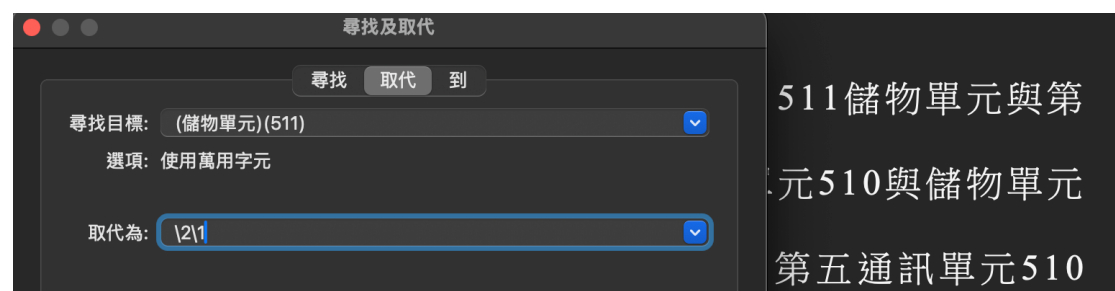 尋找及取代
尋找 取代 到
尋找目標: (儲物單元)(511)
選項: 使用萬用字元
取代為: \2\1
511儲物單元與第
元510與儲物單元
第五通訊單元510